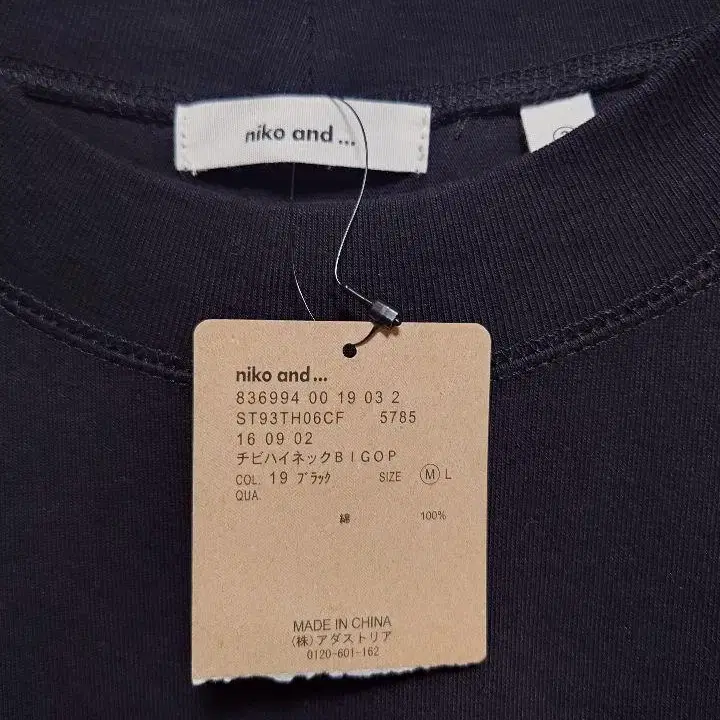 niko and ...
niko and ...
836994 00 19 03 2
ST93TH06CF 5785
16 09 02
チビハイネックBIGOP
COL. 19 ブラック SIZE Ⓜ L
QUA.
綿 100%
MADE IN CHINA
(株)アダストリア
0120-601-162